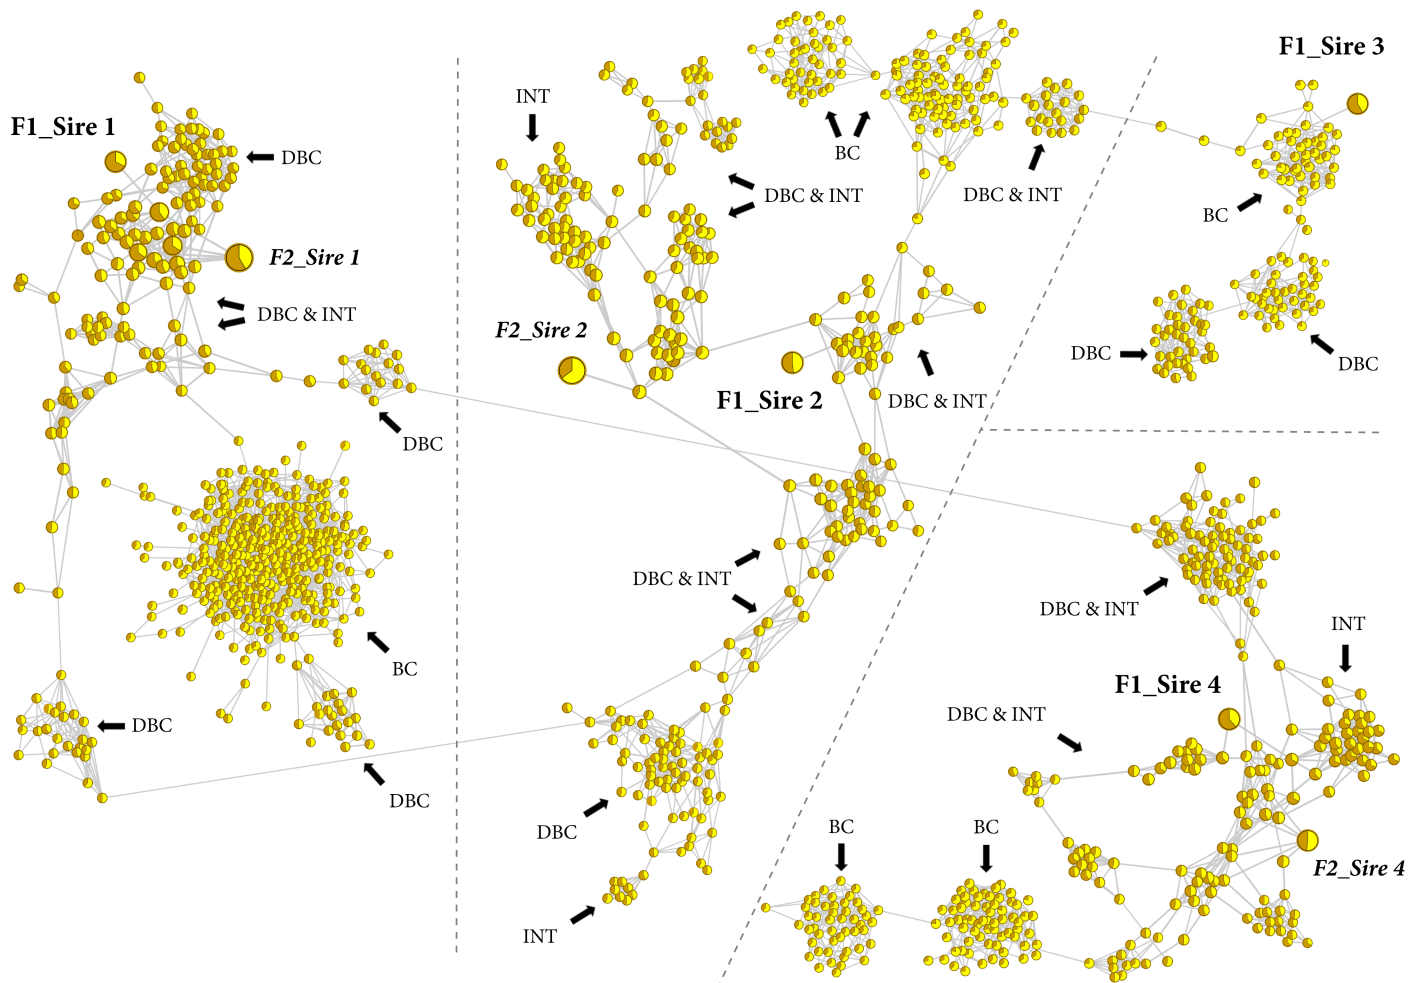 F1_Sire 1
DBC
F2_Sire 1
DBC & INT
DBC
BC
DBC
DBC
INT
BC
DBC & INT
DBC & INT
F2_Sire 2
F1_Sire 2
DBC & INT
DBC & INT
DBC
INT
F1_Sire 3
BC
DBC
DBC
DBC & INT
INT
F1_Sire 4
DBC & INT
BC
BC
F2_Sire 4